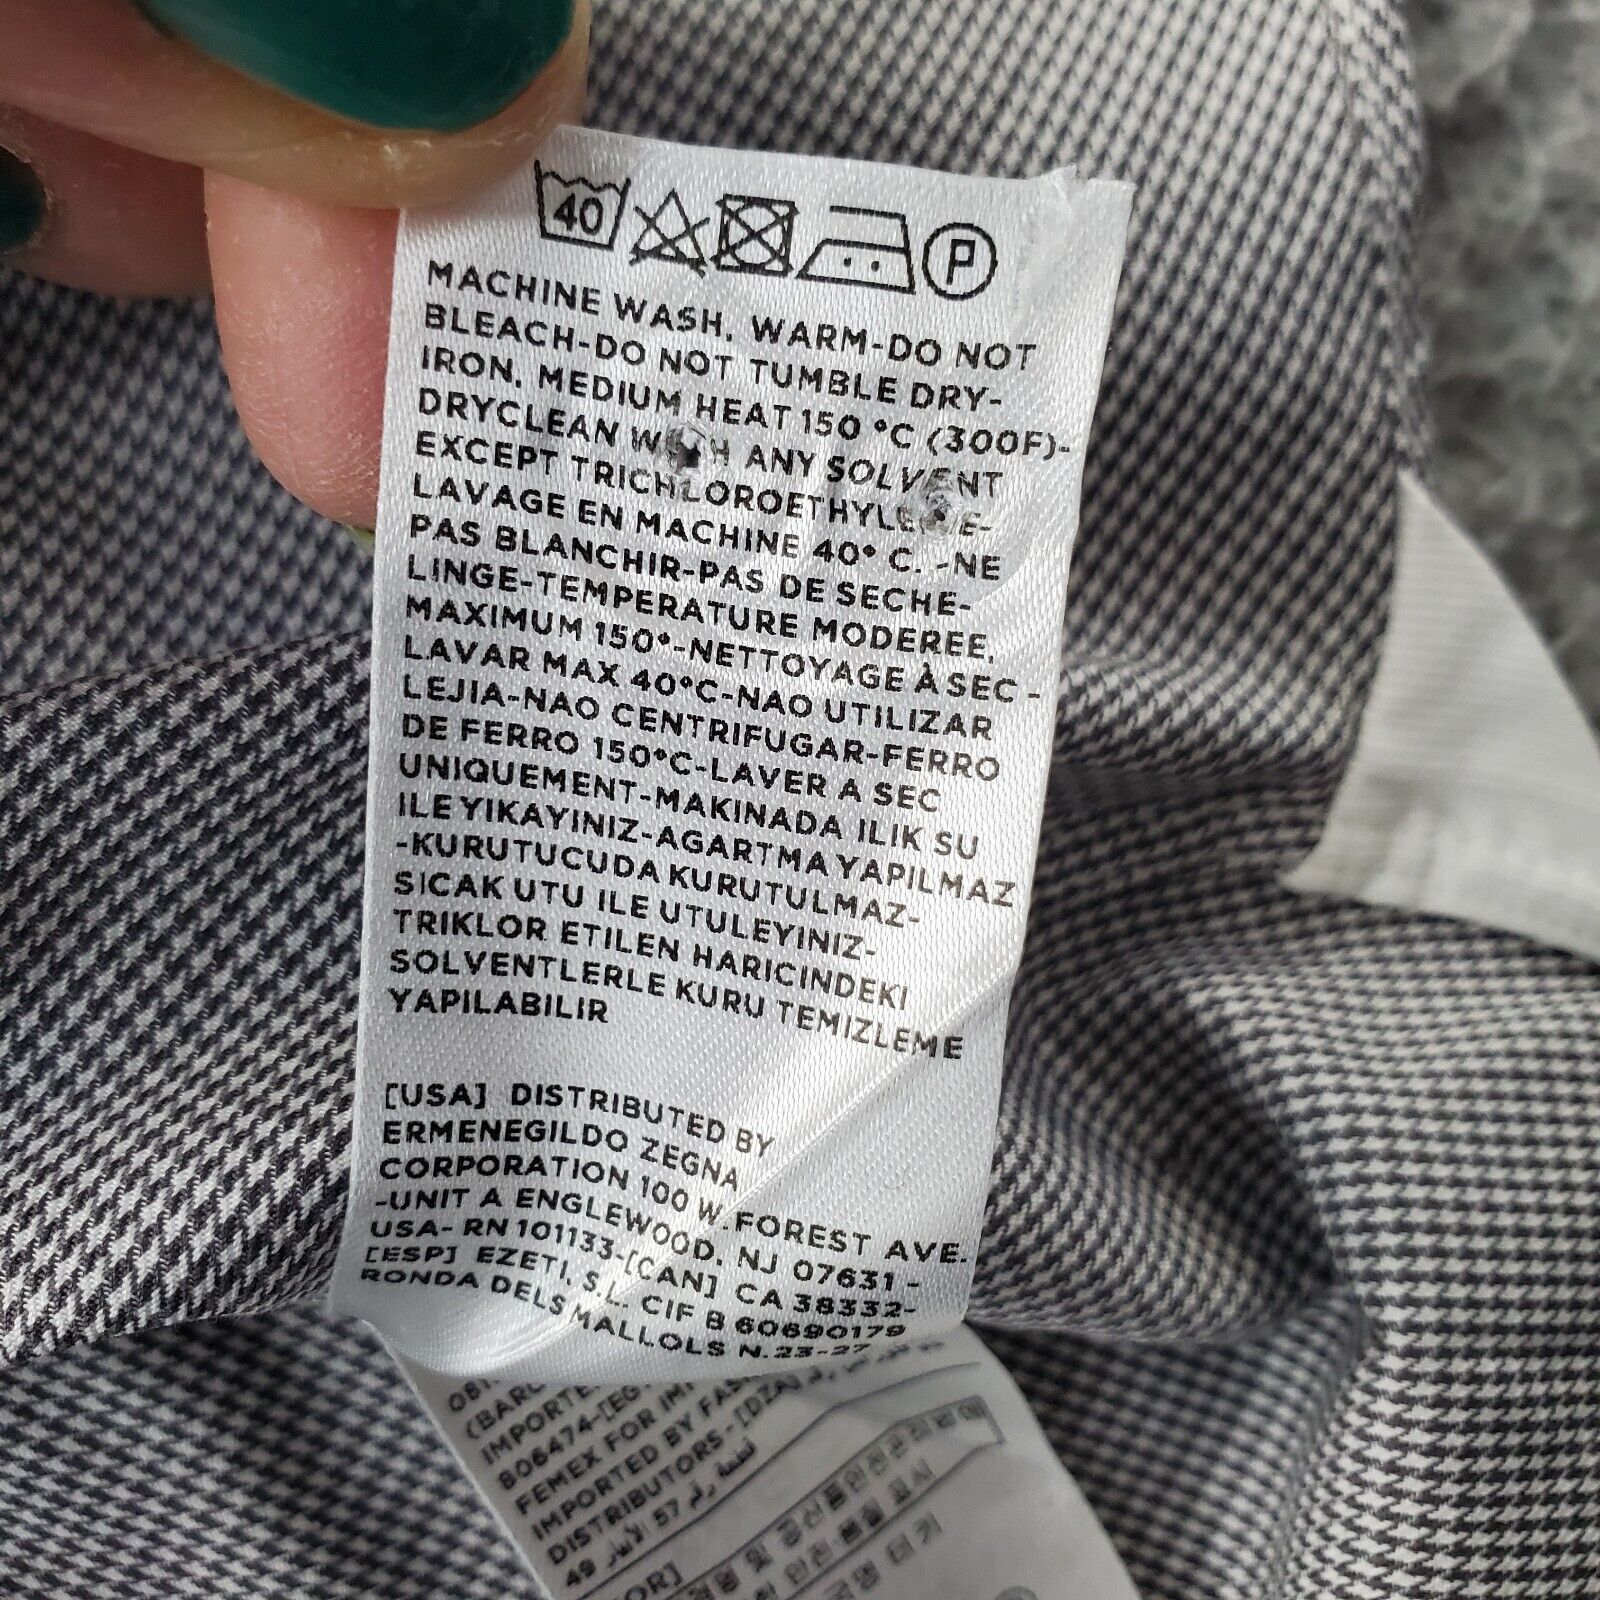 40
P
MACHINE WASH, WARM-DO NOT
BLEACH-DO NOT TUMBLE DRY-
IRON, MEDIUM HEAT 150 °C (300F)-
DRYCLEAN ANY SOLVENT
EXCEPT
LAVAGE EN MACHINE 40° C. -NE
PAS BLANCHIR-PAS DE SECHE-
LINGE-TEMPERATURE MODEREE,
MAXIMUM 150°-NETTOYAGE À SEC -
LAVAR MAX 40°C-NAO UTILIZAR
LEJIA-NAO CENTRIFUGAR-FERRO
DE FERRO 150°C-LAVER A SEC
UNIQUEMENT-MAKINADA ILIK SU
ILE YIKAYINIZ-AGARTMA YAPILMAZ
-KURUTUCUDA KURUTULMAZ-
SICAK UTU ILE UTULEYINIZ-
TRIKLOR ETILEN HARICINDEKI
SOLVENTLERLE KURU TEMIZLEME
YAPILABILIR
[USA] DISTRIBUTED BY
ERMENEGILDO ZEGNA
CORPORATION 100 W. FOREST AVE.
-UNIT A ENGLEWOOD, NJ 07631 -
USA- RN 101133-[CAN] CA 38332-
[ESP] EZETI, S.L. CIF B 60690179
RONDA DELS MALLOLS N.23-27
806474-[EG
FEMEX FOR
IMPORTED BY
DISTRIBUTORS-[DZA]